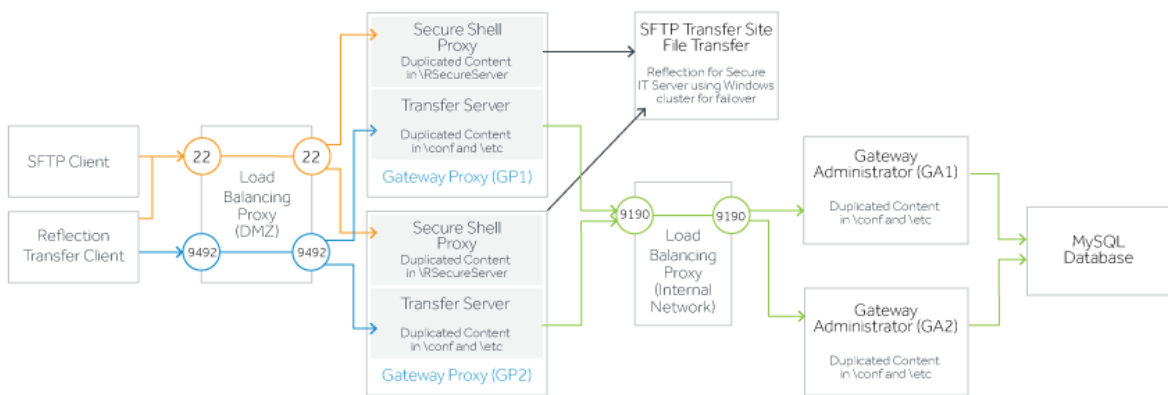 SFTP Client
Reflection
Transfer Client
22
22
9492
9492
Load
Balancing
Proxy
(DMZ)
Secure Shell
Proxy
Duplicated Content
in \RSecureServer
Transfer Server
Duplicated Content
in \conf and \etc
Gateway Proxy (GP1)
Secure Shell
Proxy
Duplicated Content
in \RSecureServer
Transfer Server
Duplicated Content
in \conf and \etc
Gateway Proxy (GP2)
SFTP Transfer Site
File Transfer
Reflection for Secure
IT Server using Windows
cluster for failover
9190
9190
Load
Balancing
Proxy
(Internal
Network)
Gateway
Administrator (GA1)
Duplicated Content
in \conf and \etc
Gateway
Administrator (GA2)
Duplicated Content
in \conf and \etc
MySQL
Database